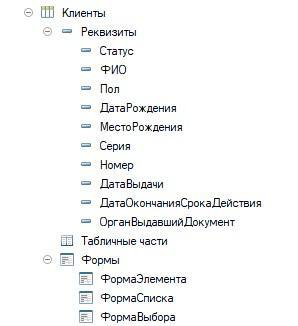 Клиенты
Реквизиты
Статус
ФИО
Пол
ДатаРождения
МестоРождения
Серия
Номер
ДатаВыдачи
ДатаОкончанияСрокаДействия
ОрганВыдавшийДокумент
Табличные части
Формы
ФормаЭлемента
ФормаСписка
ФормаВыбора